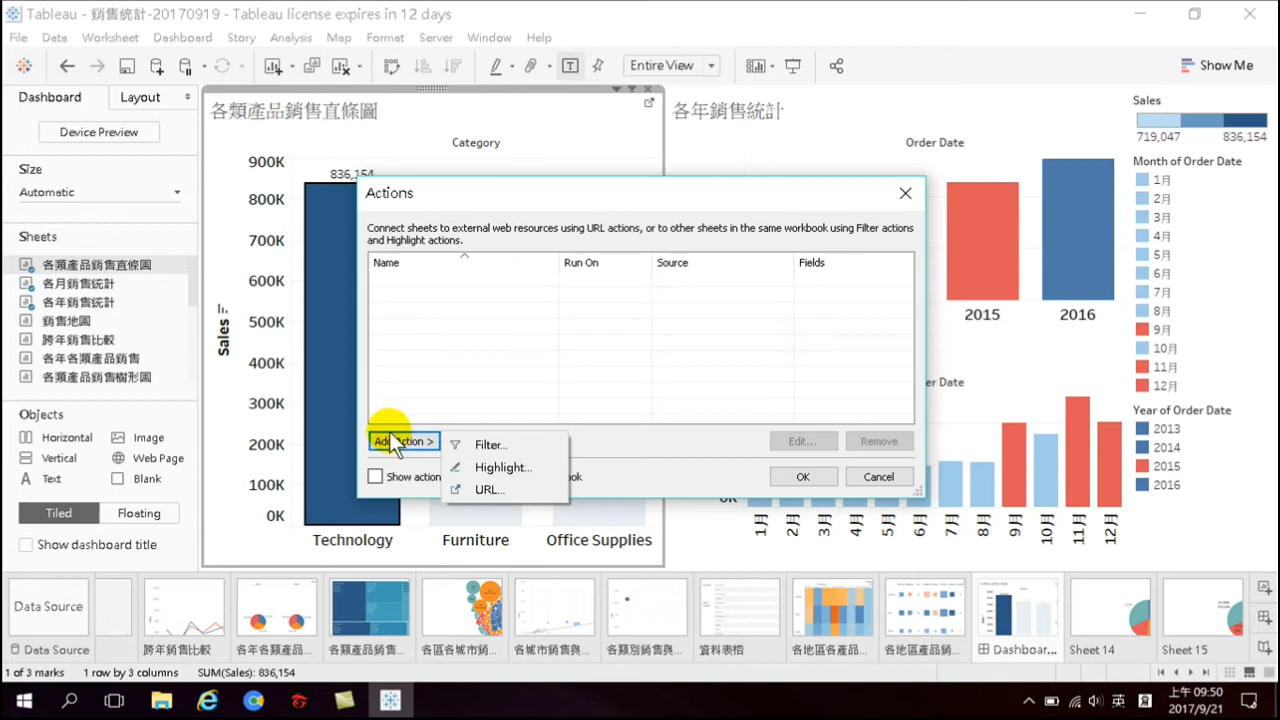 Tableau - 銷售統計-20170919 - Tableau license expires in 12 days
File Data Worksheet Dashboard Story Analysis Map Format Server Window Help
Entire View
Show Me
Dashboard Layout
Device Preview
Size
Automatic
Sheets
各類產品銷售直條圖
各月銷售統計
各年銷售統計
銷售地圖
跨年銷售比較
各年各類產品銷售
各類產品銷售樹形圖
Objects
Horizontal Image
Vertical Web Page
Text Blank
Tiled Floating
Show dashboard title
各類產品銷售直條圖
Category
836,154
900K
800K
700K
600K
500K
400K
300K
200K
100K
0K
Sales
Technology Furniture Office Supplies
各年銷售統計
Order Date
2015 2016
er Date
0K
1月 2月 3月 4月 5月 6月 7月 8月 9月 10月 11月 12月
Actions
Connect sheets to external web resources using URL actions, or to other sheets in the same workbook using Filter actions
and Highlight actions.
Name Run On Source Fields
Add Action >
Filter...
Highlight...
URL...
Edit... Remove
Show action
ok
OK Cancel
Sales
719,047 836,154
Month of Order Date
1月
2月
3月
4月
5月
6月
7月
8月
9月
10月
11月
12月
Year of Order Date
2013
2014
2015
2016
Data Source
Data Source 跨年銷售比較 各年各類產品... 各類產品銷售... 各區各城市銷... 各城市銷售與... 各類別銷售與... 資料表格 各地區各產品... 各地區產品銷... Dashboar... Sheet 14 Sheet 15
1 of 3 marks 1 row by 3 columns SUM(Sales): 836,154
英
上午 09:50
2017/9/21